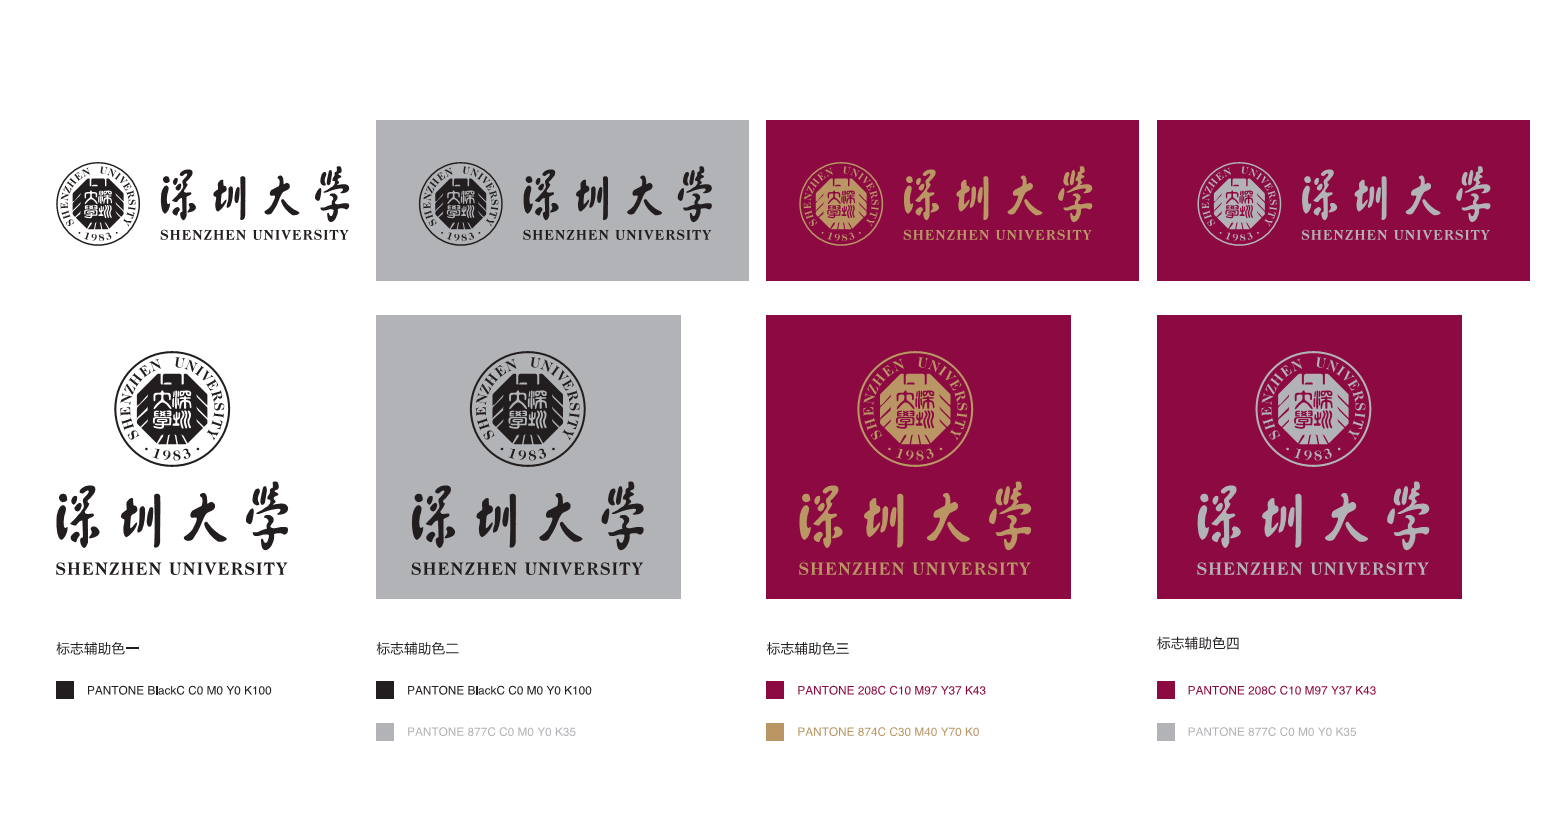 SHENZHEN UNIVERSITY
大學
深圳
·1983·
深圳大学
SHENZHEN UNIVERSITY
SHENZHEN UNIVERSITY
大學
深圳
·1983·
深圳大学
SHENZHEN UNIVERSITY
SHENZHEN UNIVERSITY
大學
深圳
·1983·
深圳大学
SHENZHEN UNIVERSITY
SHENZHEN UNIVERSITY
大學
深圳
·1983·
深圳大学
SHENZHEN UNIVERSITY
SHENZHEN UNIVERSITY
大學
深圳
·1983·
深圳大学
SHENZHEN UNIVERSITY
SHENZHEN UNIVERSITY
大學
深圳
·1983·
深圳大学
SHENZHEN UNIVERSITY
SHENZHEN UNIVERSITY
大學
深圳
·1983·
深圳大学
SHENZHEN UNIVERSITY
SHENZHEN UNIVERSITY
大學
深圳
·1983·
深圳大学
SHENZHEN UNIVERSITY
标志辅助色一
PANTONE BlackC C0 M0 Y0 K100
标志辅助色二
PANTONE BlackC C0 M0 Y0 K100
PANTONE 877C C0 M0 Y0 K35
标志辅助色三
PANTONE 208C C10 M97 Y37 K43
PANTONE 874C C30 M40 Y70 K0
标志辅助色四
PANTONE 208C C10 M97 Y37 K43
PANTONE 877C C0 M0 Y0 K35